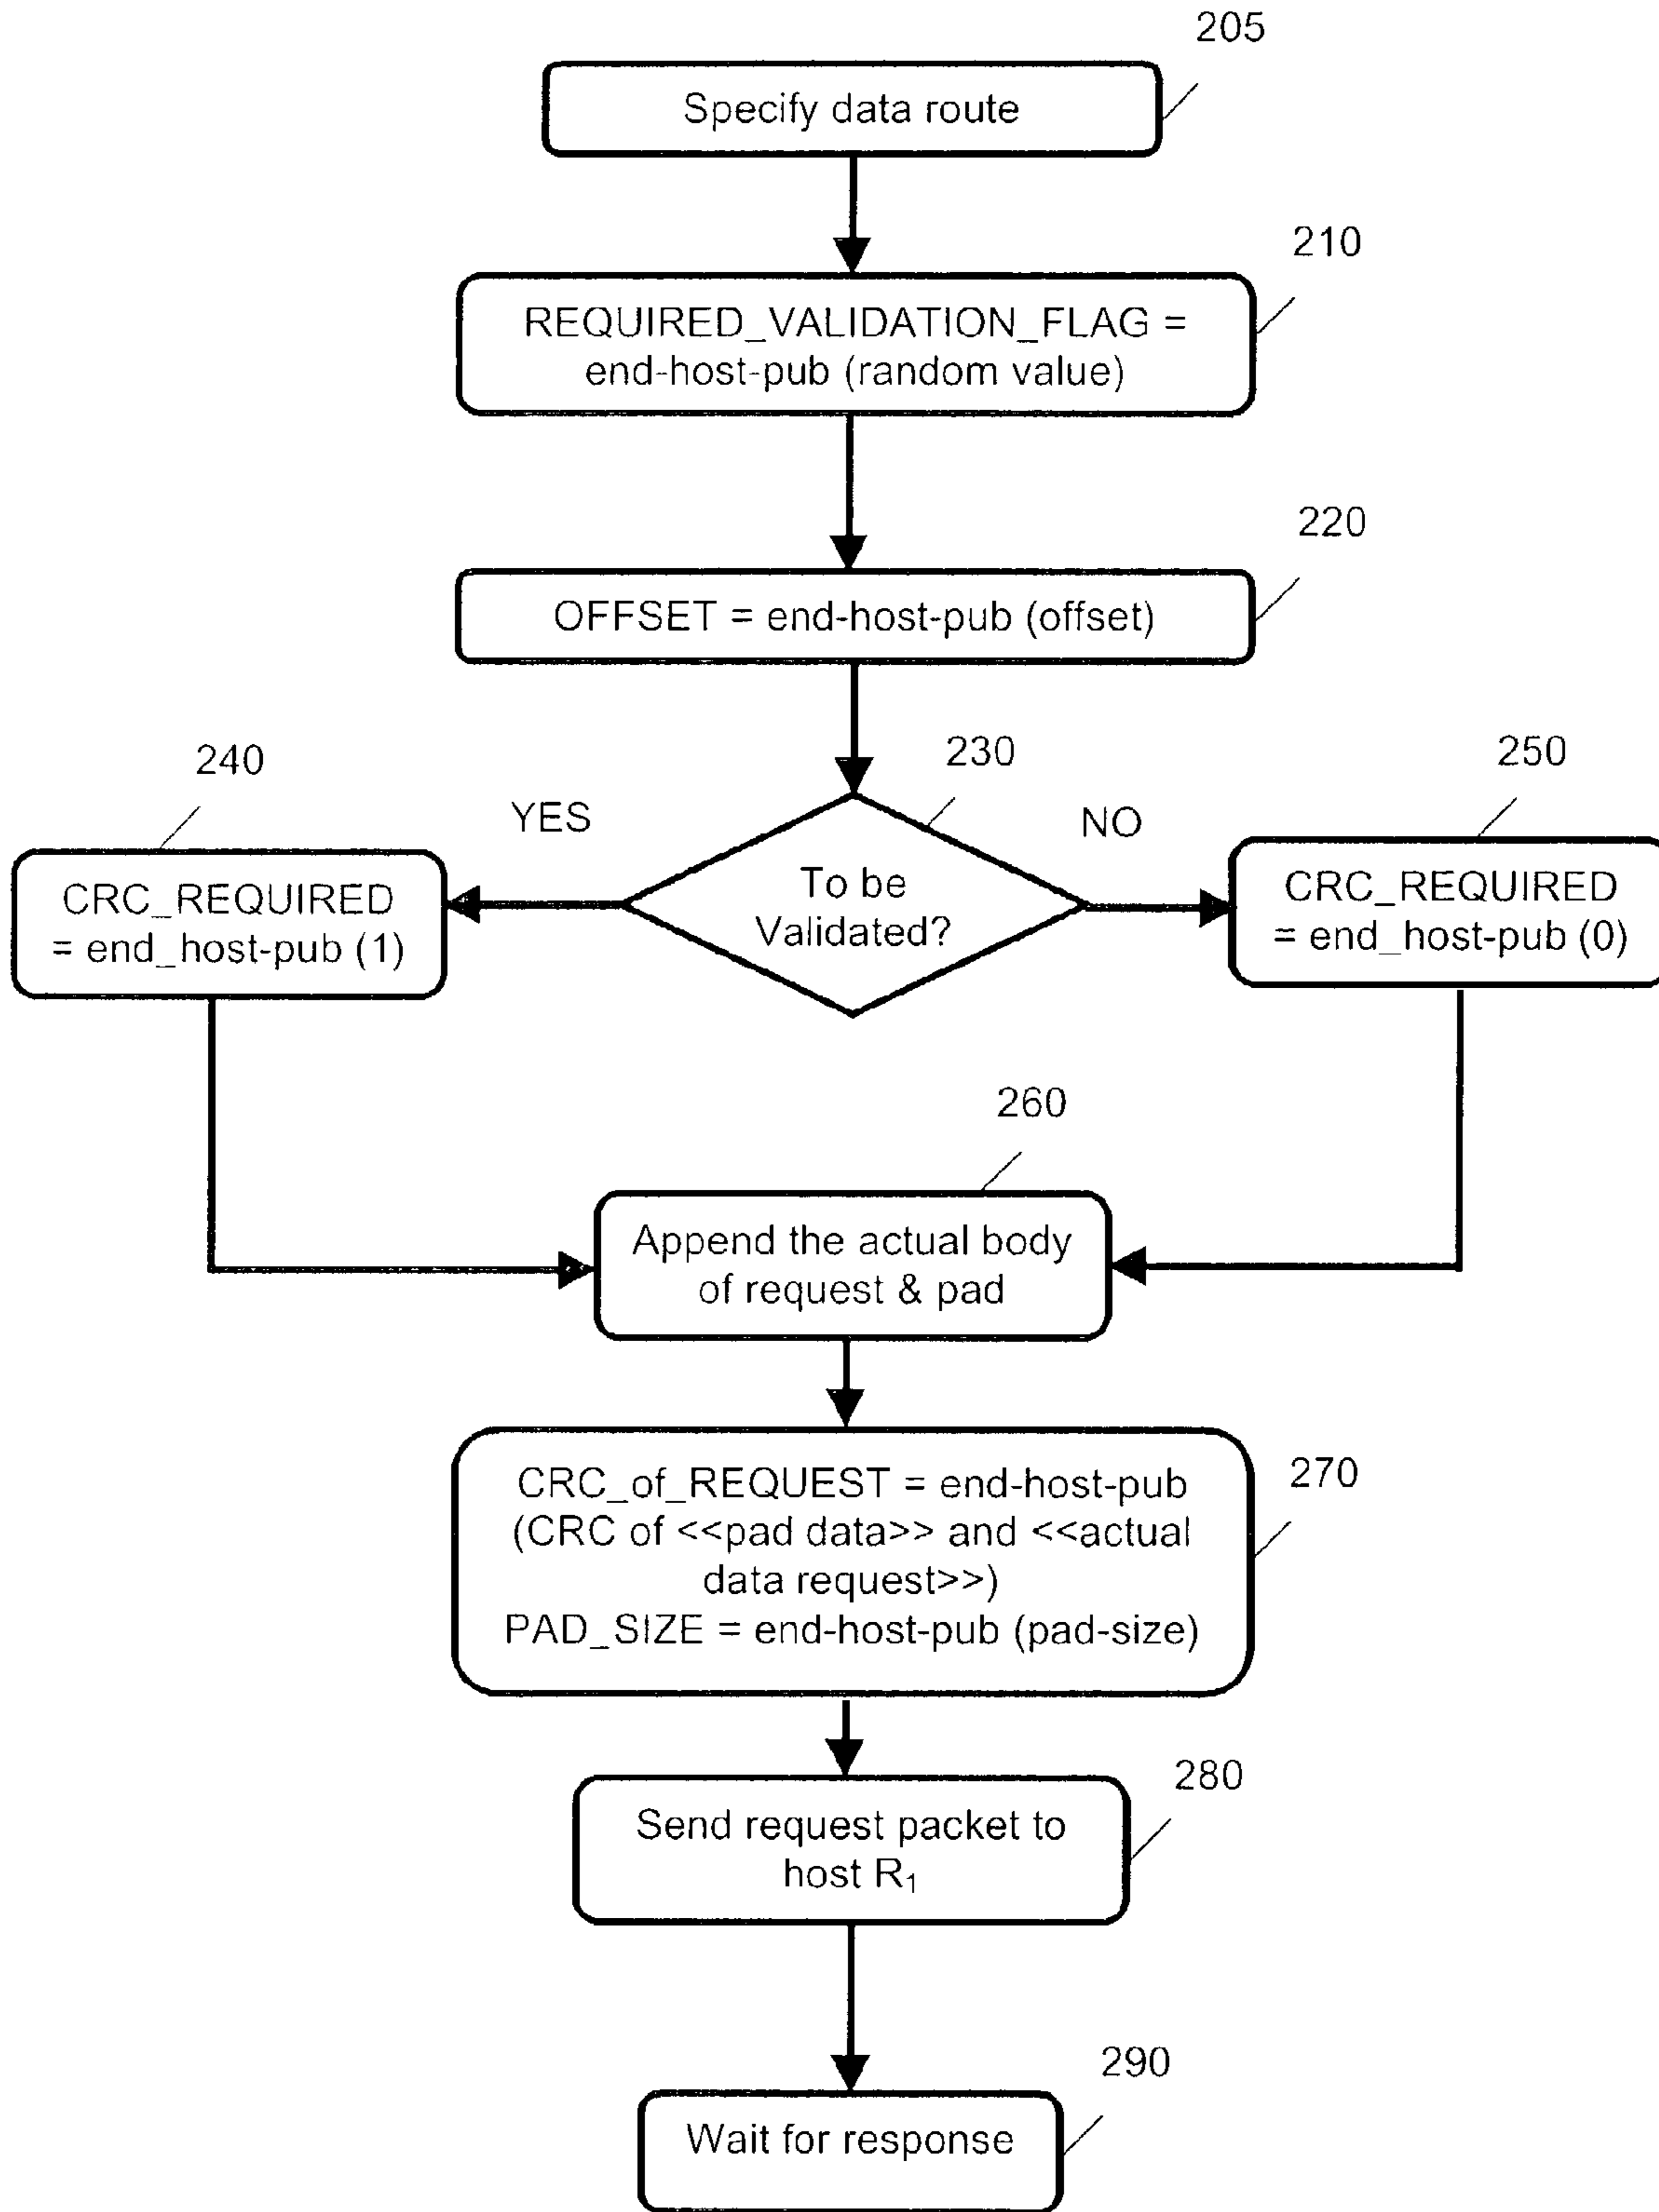 205
Specify data route
210
REQUIRED_VALIDATION_FLAG =
end-host-pub (random value)
220
OFFSET = end-host-pub (offset)
230
240
250
YES
NO
To be
Validated?
CRC_REQUIRED
= end_host-pub (1)
CRC_REQUIRED
= end_host-pub (0)
260
Append the actual body
of request & pad
270
CRC_of_REQUEST = end-host-pub
(CRC of <<pad data>> and <<actual
data request>>)
PAD_SIZE = end-host-pub (pad-size)
280
Send request packet to
host R₁
290
Wait for response